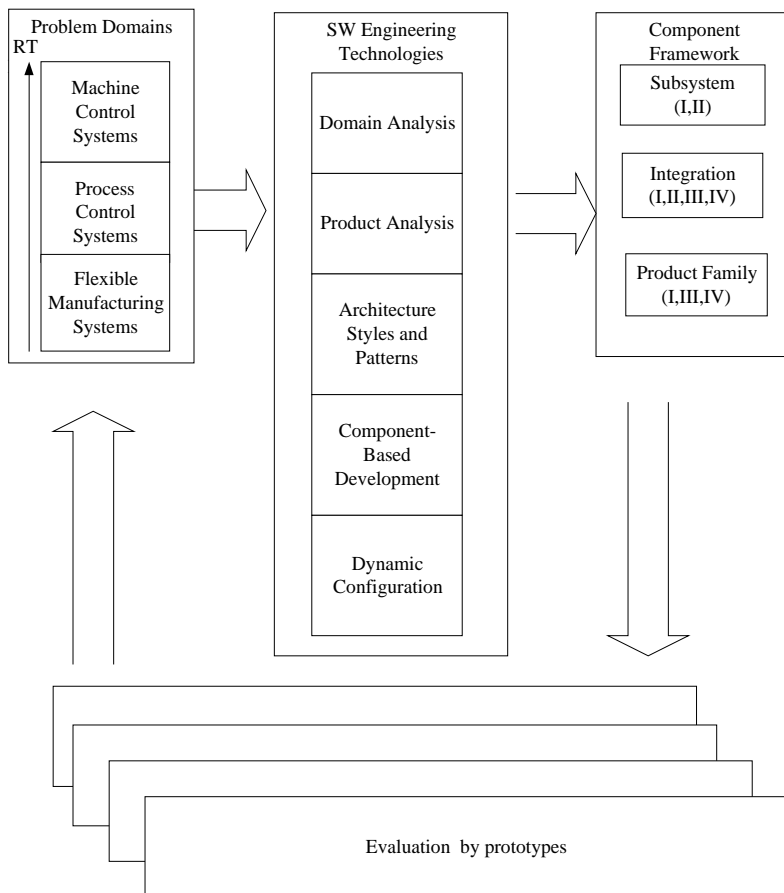 Problem Domains
RT
Machine
Control
Systems
Process
Control
Systems
Flexible
Manufacturing
Systems
SW Engineering
Technologies
Domain Analysis
Product Analysis
Architecture
Styles and
Patterns
Component-
Based
Development
Dynamic
Configuration
Component
Framework
Subsystem
(I,II)
Integration
(I,II,III,IV)
Product Family
(I,III,IV)
Evaluation by prototypes